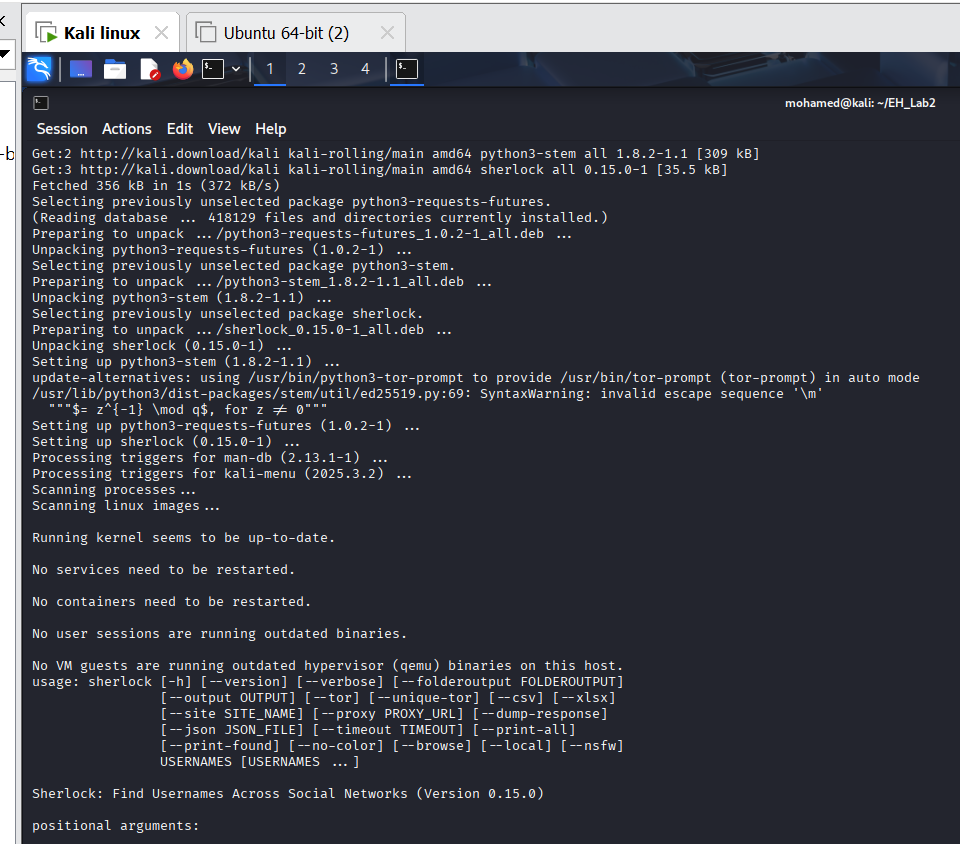 Kali linux
Ubuntu 64-bit (2)
1 2 3 4
mohamed@kali: ~/EH_Lab2
Session Actions Edit View Help
-b
Get:2 http://kali.download/kali kali-rolling/main amd64 python3-stem all 1.8.2-1.1 [309 kB]
Get:3 http://kali.download/kali kali-rolling/main amd64 sherlock all 0.15.0-1 [35.5 kB]
Fetched 356 kB in 1s (372 kB/s)
Selecting previously unselected package python3-requests-futures.
(Reading database ... 418129 files and directories currently installed.)
Preparing to unpack .../python3-requests-futures_1.0.2-1_all.deb ...
Unpacking python3-requests-futures (1.0.2-1) ...
Selecting previously unselected package python3-stem.
Preparing to unpack .../python3-stem_1.8.2-1.1_all.deb ...
Unpacking python3-stem (1.8.2-1.1) ...
Selecting previously unselected package sherlock.
Preparing to unpack .../sherlock_0.15.0-1_all.deb ...
Unpacking sherlock (0.15.0-1) ...
Setting up python3-stem (1.8.2-1.1) ...
update-alternatives: using /usr/bin/python3-tor-prompt to provide /usr/bin/tor-prompt (tor-prompt) in auto mode
/usr/lib/python3/dist-packages/stem/util/ed25519.py:69: SyntaxWarning: invalid escape sequence '\m'
"""$= z^{-1} \mod q$, for z ≠ 0"""
Setting up python3-requests-futures (1.0.2-1) ...
Setting up sherlock (0.15.0-1) ...
Processing triggers for man-db (2.13.1-1) ...
Processing triggers for kali-menu (2025.3.2) ...
Scanning processes...
Scanning linux images...
Running kernel seems to be up-to-date.
No services need to be restarted.
No containers need to be restarted.
No user sessions are running outdated binaries.
No VM guests are running outdated hypervisor (qemu) binaries on this host.
usage: sherlock [-h] [--version] [--verbose] [--folderoutput FOLDEROUTPUT]
[--output OUTPUT] [--tor] [--unique-tor] [--csv] [--xlsx]
[--site SITE_NAME] [--proxy PROXY_URL] [--dump-response]
[--json JSON_FILE] [--timeout TIMEOUT] [--print-all]
[--print-found] [--no-color] [--browse] [--local] [--nsfw]
USERNAMES [USERNAMES ...]
Sherlock: Find Usernames Across Social Networks (Version 0.15.0)
positional arguments: